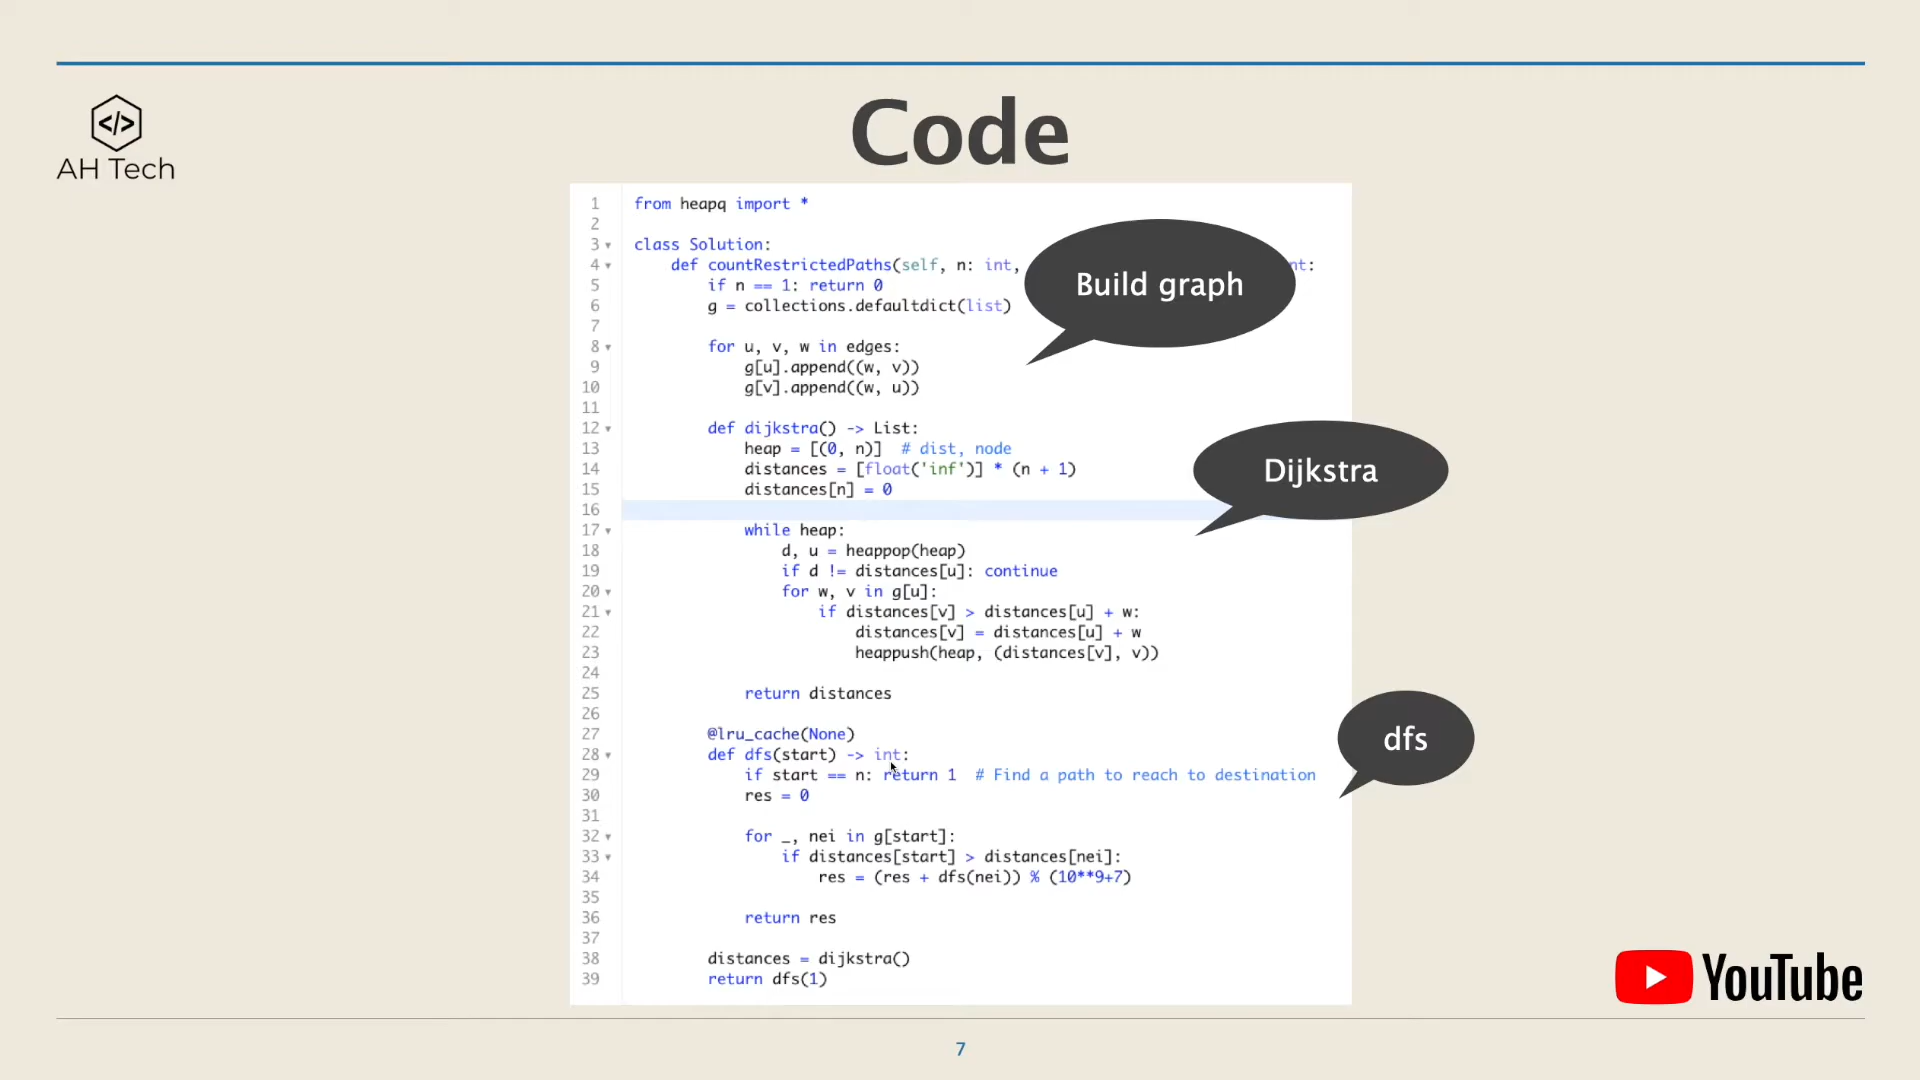 </> AH Tech
Code
1 from heapq import *
2
3 class Solution:
4 def countRestrictedPaths(self, n: int, nt:
5 if n == 1: return 0
6 g = collections.defaultdict(list)
7
8 for u, v, w in edges:
9 g[u].append((w, v))
10 g[v].append((w, u))
11
12 def dijkstra() -> List:
13 heap = [(0, n)] # dist, node
14 distances = [float('inf')] * (n + 1)
15 distances[n] = 0
16
17 while heap:
18 d, u = heappop(heap)
19 if d != distances[u]: continue
20 for w, v in g[u]:
21 if distances[v] > distances[u] + w:
22 distances[v] = distances[u] + w
23 heappush(heap, (distances[v], v))
24
25 return distances
26
27 @lru_cache(None)
28 def dfs(start) -> int:
29 if start == n: return 1 # Find a path to reach to destination
30 res = 0
31
32 for _, nei in g[start]:
33 if distances[start] > distances[nei]:
34 res = (res + dfs(nei)) % (10**9+7)
35
36 return res
37
38 distances = dijkstra()
39 return dfs(1)
Build graph
Dijkstra
dfs
YouTube
7